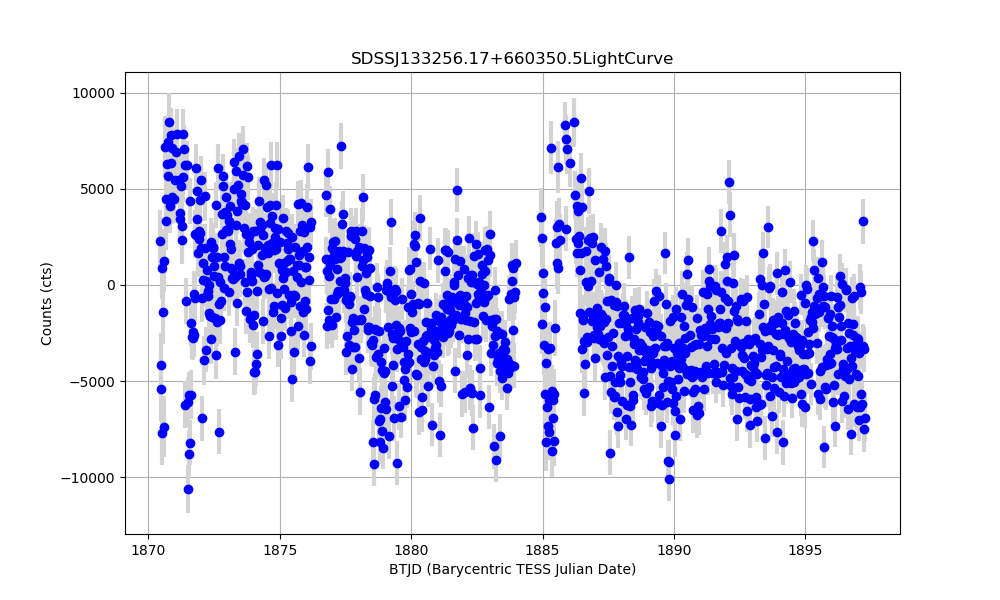 SDSSJ133256.17+660350.5LightCurve
10000
5000
0
−5000
−10000
Counts (cts)
1870 1875 1880 1885 1890 1895
BTJD (Barycentric TESS Julian Date)